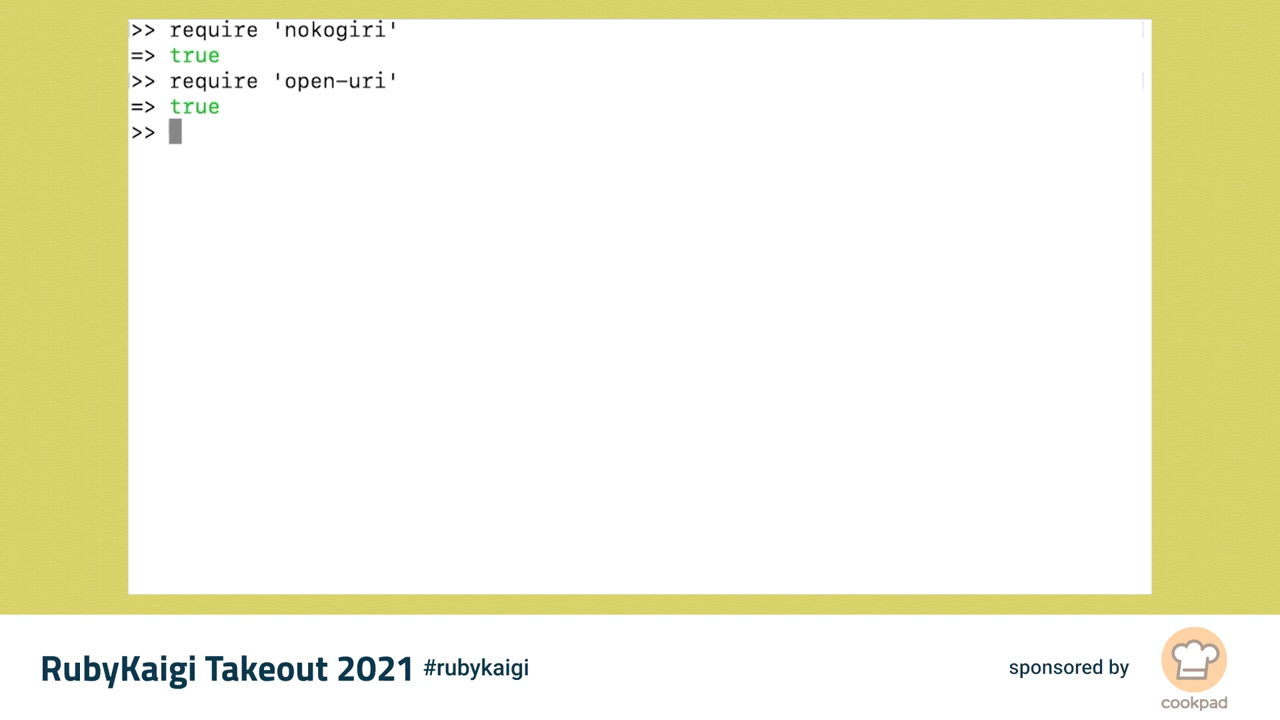 >> require 'nokogiri'
=> true
>> require 'open-uri'
=> true
>>
RubyKaigi Takeout 2021 #rubykaigi
sponsored by
cookpad